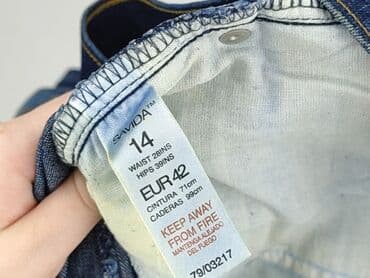 SAVIDA™
14
WAIST 28INS
HIPS 39INS
EUR 42
CINTURA 71cm
CADERAS 99cm
KEEP AWAY
FROM FIRE
MANTENGA ALEJADO
DEL FUEGO
79/03217